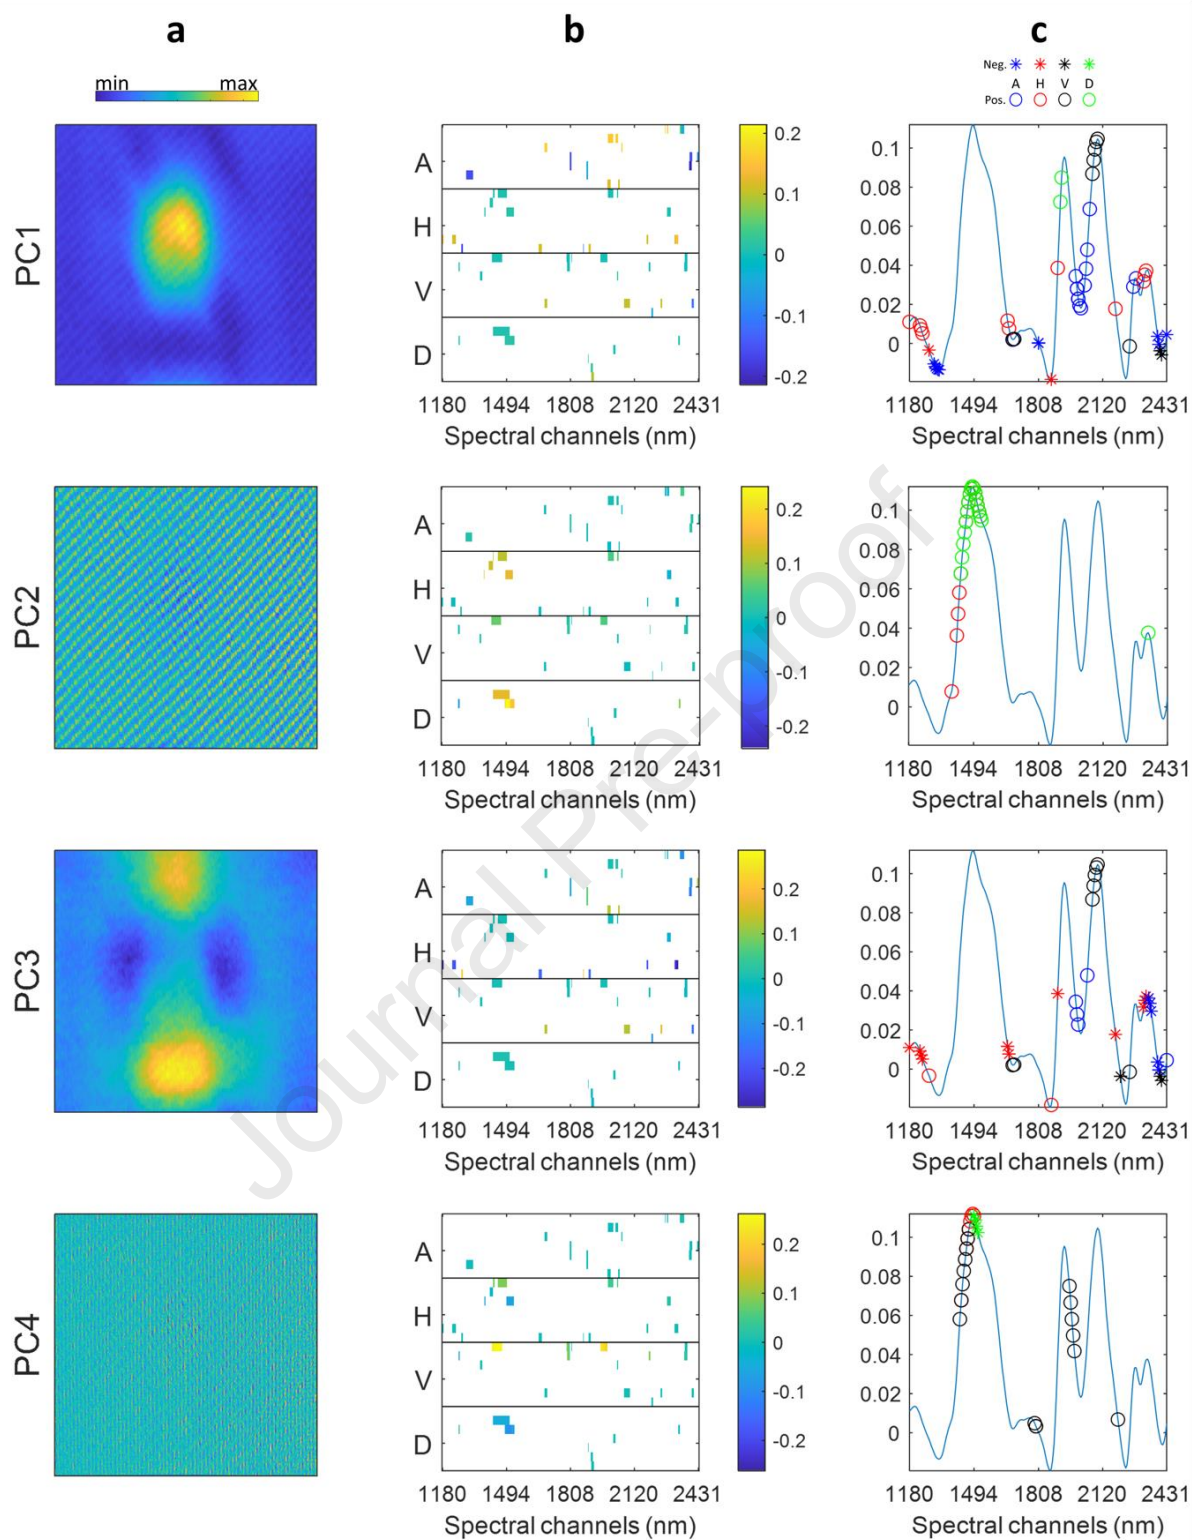 a b c
min max
Neg.
A H V D
Pos.
PC1
A
H
V
D
0.2
0.1
0
-0.1
-0.2
1180 1494 1808 2120 2431
Spectral channels (nm)
0.1
0.08
0.06
0.04
0.02
0
1180 1494 1808 2120 2431
Spectral channels (nm)
PC2
A
H
V
D
0.2
0.1
0
-0.1
-0.2
1180 1494 1808 2120 2431
Spectral channels (nm)
0.1
0.08
0.06
0.04
0.02
0
1180 1494 1808 2120 2431
Spectral channels (nm)
PC3
A
H
V
D
0.2
0.1
0
-0.1
-0.2
1180 1494 1808 2120 2431
Spectral channels (nm)
0.1
0.08
0.06
0.04
0.02
0
1180 1494 1808 2120 2431
Spectral channels (nm)
PC4
A
H
V
D
0.2
0.1
0
-0.1
-0.2
1180 1494 1808 2120 2431
Spectral channels (nm)
0.1
0.08
0.06
0.04
0.02
0
1180 1494 1808 2120 2431
Spectral channels (nm)
Journal Pre-proof